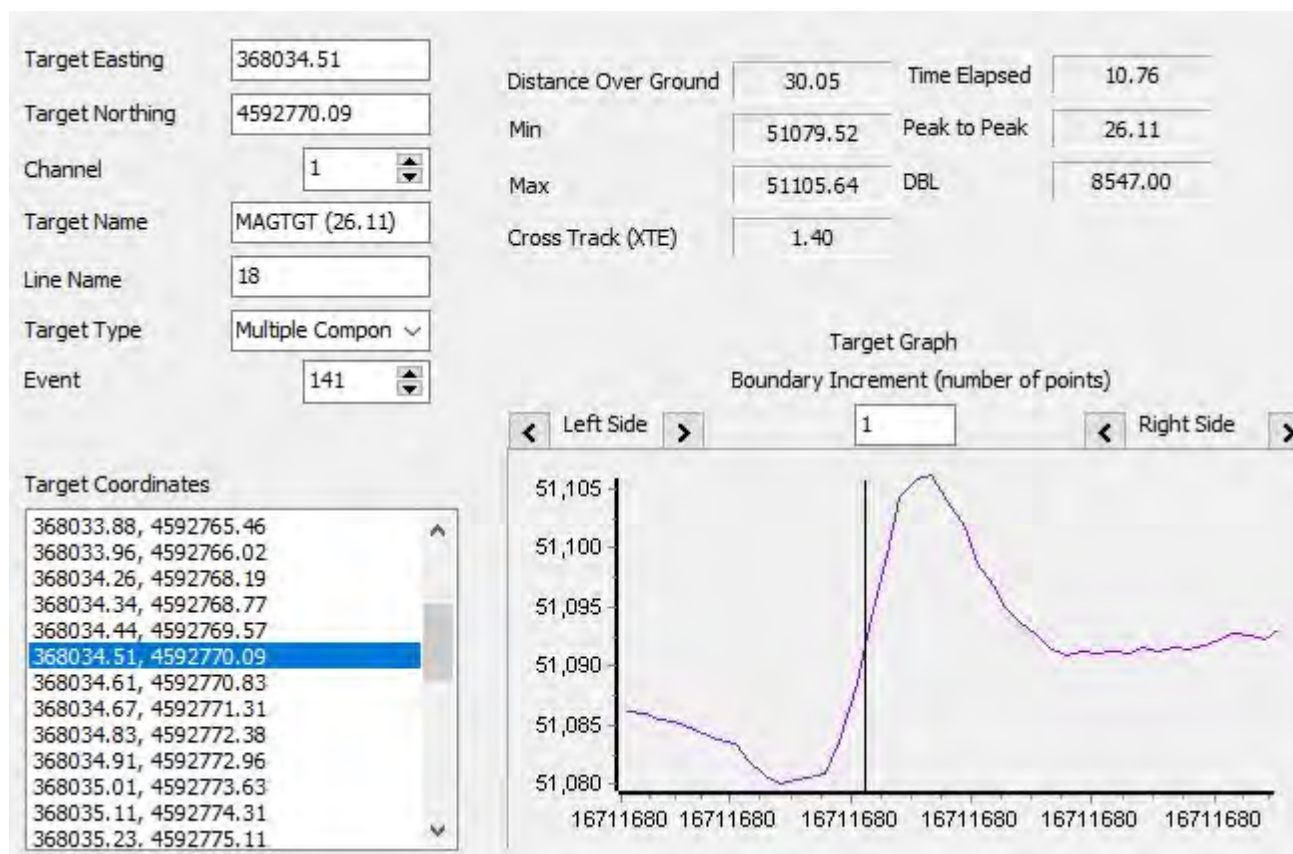 Target Easting 368034.51
Target Northing 4592770.09
Channel 1
Target Name MAGTGT (26.11)
Line Name 18
Target Type Multiple Compon
Event 141
Distance Over Ground 30.05 Time Elapsed 10.76
Min 51079.52 Peak to Peak 26.11
Max 51105.64 DBL 8547.00
Cross Track (XTE) 1.40
Target Graph
Boundary Increment (number of points)
< Left Side > 1 < Right Side >
Target Coordinates
368033.88, 4592765.46
368033.96, 4592766.02
368034.26, 4592768.19
368034.34, 4592768.77
368034.44, 4592769.57
368034.51, 4592770.09
368034.61, 4592770.83
368034.67, 4592771.31
368034.83, 4592772.38
368034.91, 4592772.96
368035.01, 4592773.63
368035.11, 4592774.31
368035.23, 4592775.11
51,105
51,100
51,095
51,090
51,085
51,080
16711680 16711680 16711680 16711680 16711680 16711680